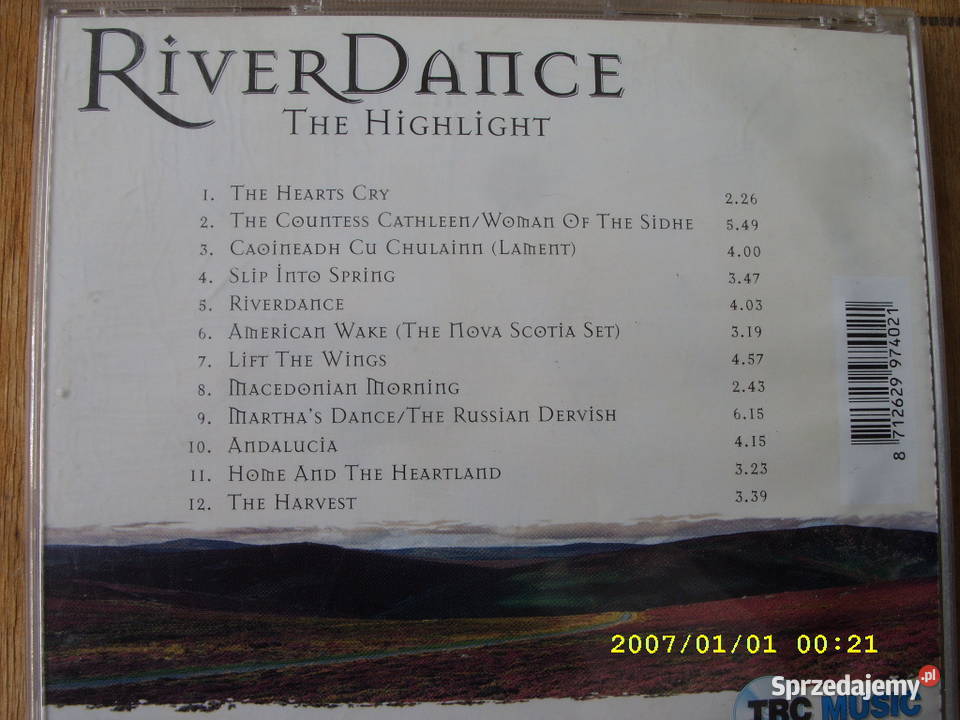 RiverDance
The Highlight
1. The Hearts Cry 2.26
2. The Countess Cathleen/Woman Of The Sidhe 5.49
3. Caoineadh Cu Chulainn (Lament) 4.00
4. Slip Into Spring 3.47
5. Riverdance 4.03
6. American Wake (The Nova Scotia Set) 3.19
7. Lift The Wings 4.57
8. Macedonian Morning 2.43
9. Martha's Dance/The Russian Dervish 6.15
10. Andalucia 4.15
11. Home And The Heartland 3.23
12. The Harvest 3.39
8 712629 974021
2007/01/01 00:21
Sprzedajemy.pl
TRC MUSIC